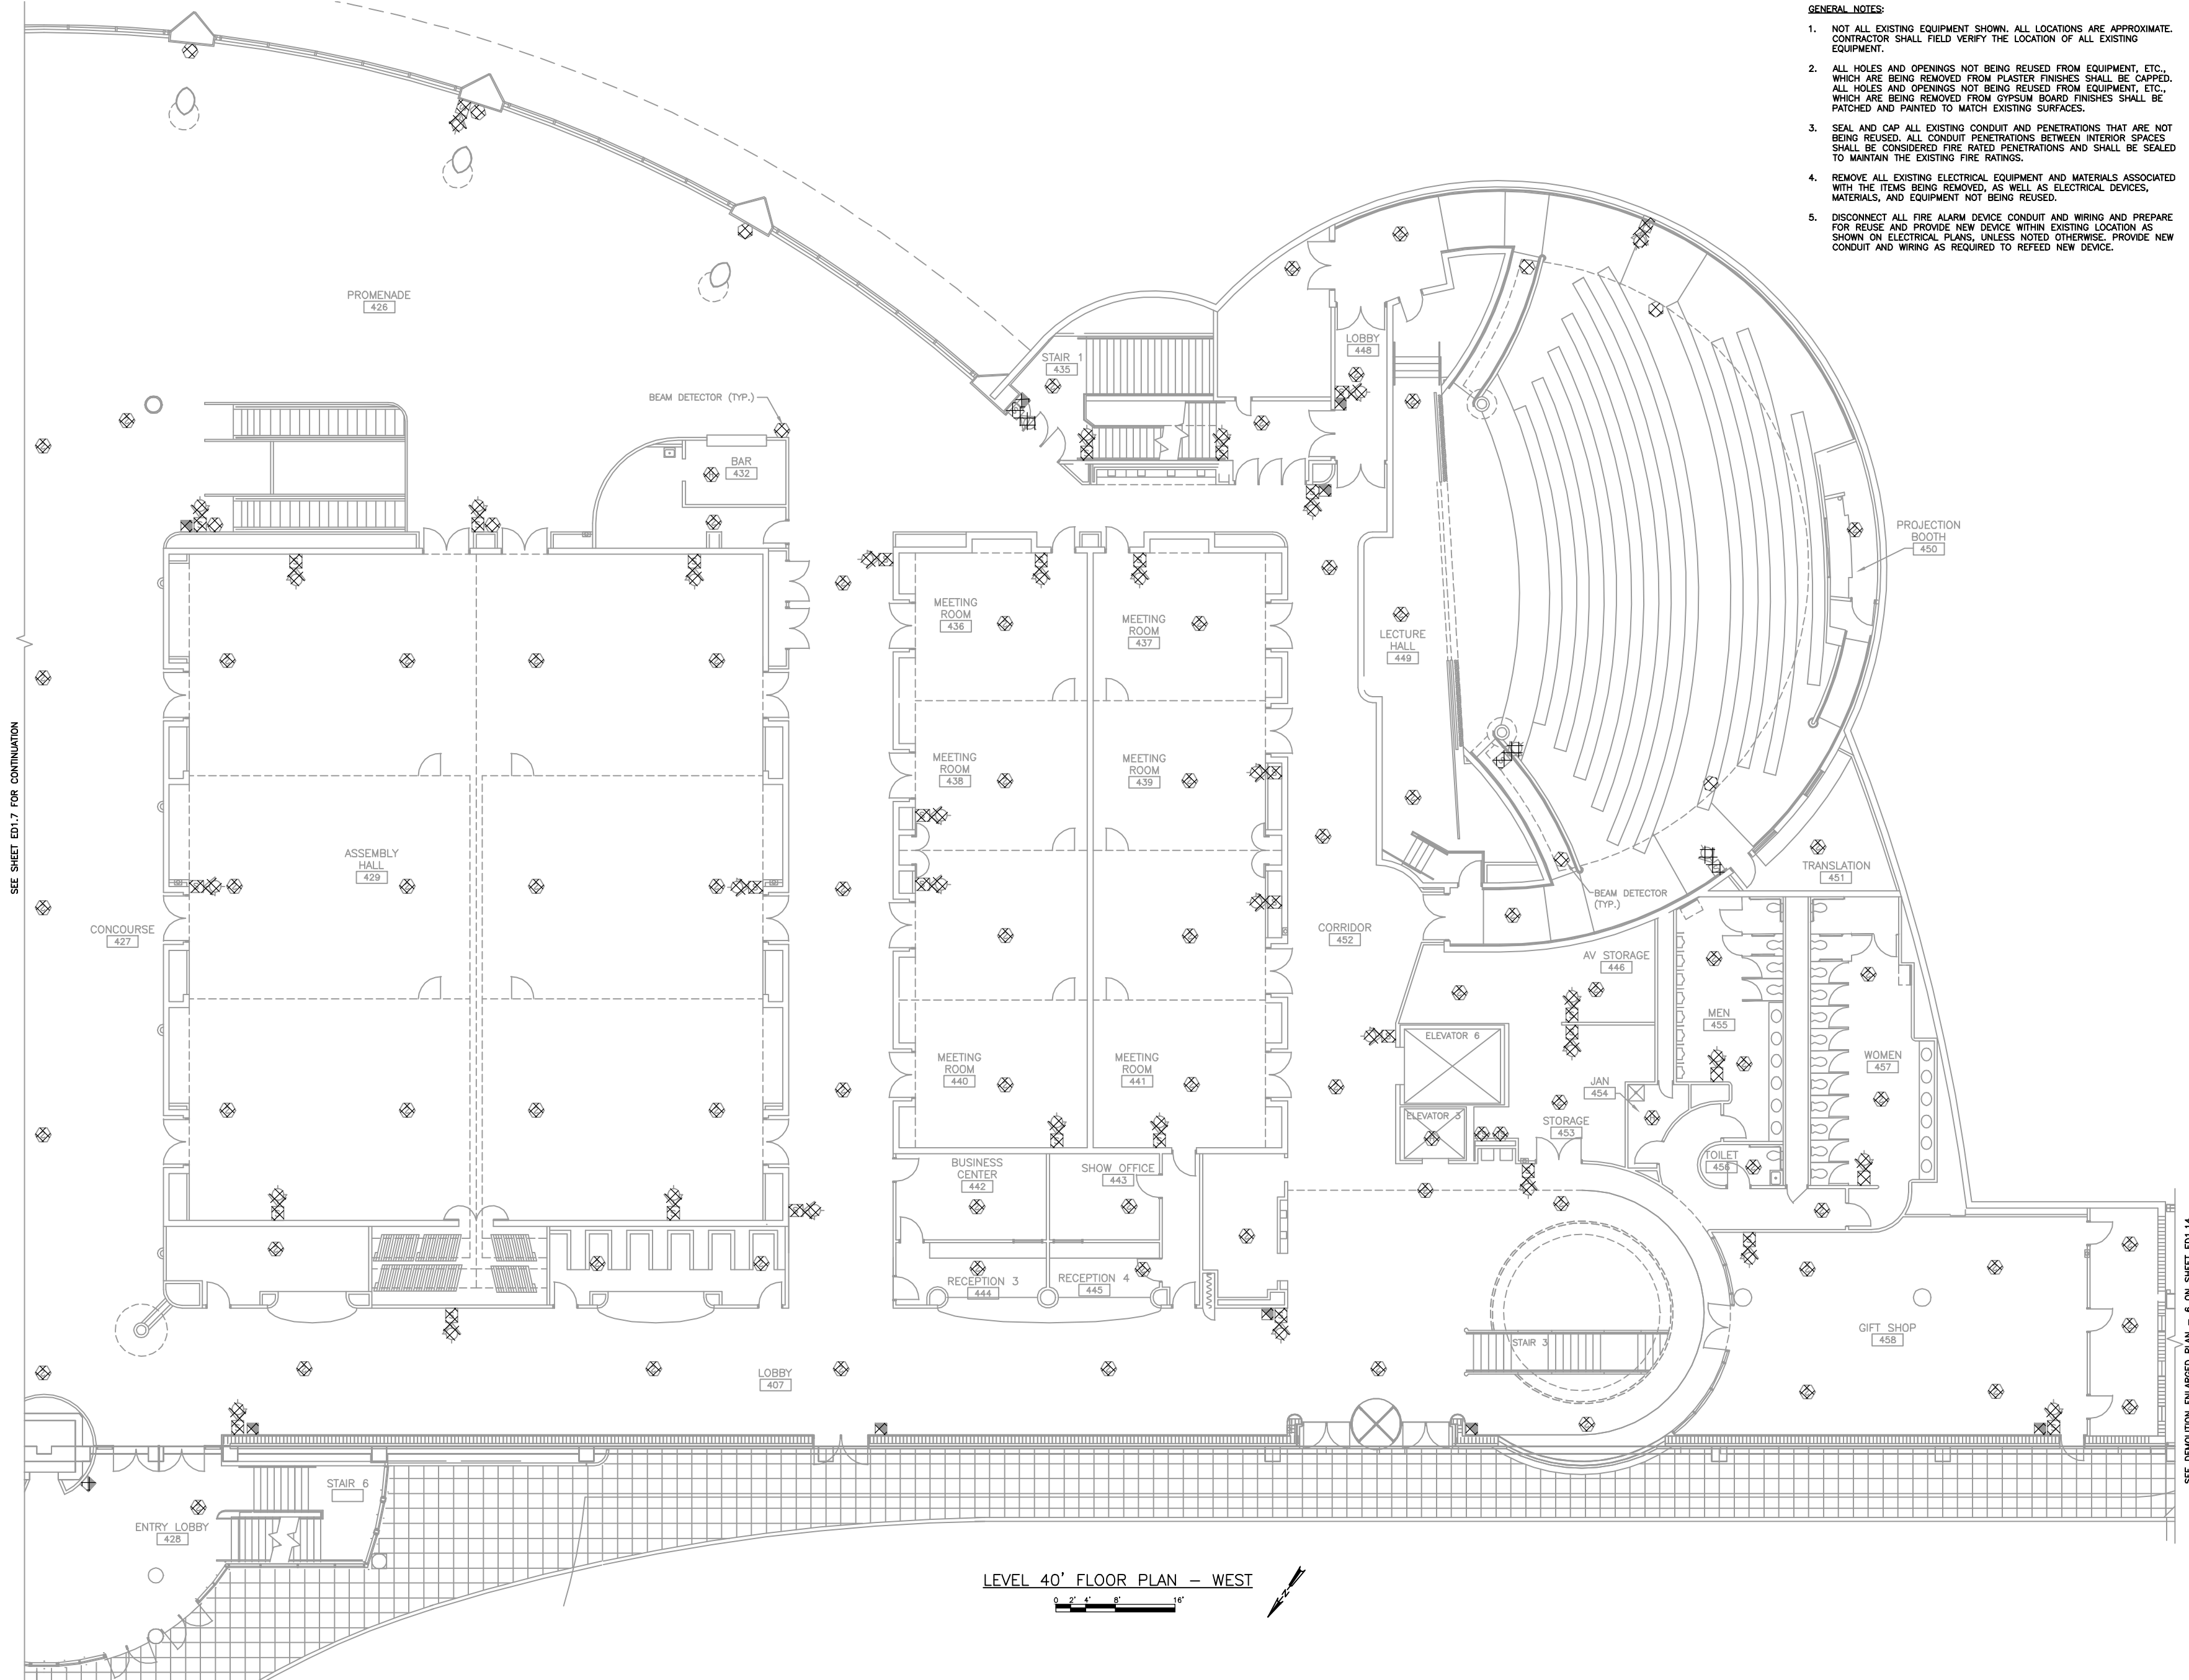 GENERAL NOTES:
1. NOT ALL EXISTING EQUIPMENT SHOWN. ALL LOCATIONS ARE APPROXIMATE.
CONTRACTOR SHALL FIELD VERIFY THE LOCATION OF ALL EXISTING
EQUIPMENT.
2. ALL HOLES AND OPENINGS NOT BEING REUSED FROM EQUIPMENT, ETC.,
WHICH ARE BEING REMOVED FROM PLASTER FINISHES SHALL BE CAPPED.
ALL HOLES AND OPENINGS NOT BEING REUSED FROM EQUIPMENT, ETC.,
WHICH ARE BEING REMOVED FROM GYPSUM BOARD FINISHES SHALL BE
PATCHED AND PAINTED TO MATCH EXISTING SURFACES.
3. SEAL AND CAP ALL EXISTING CONDUIT AND PENETRATIONS THAT ARE NOT
BEING REUSED. ALL CONDUIT PENETRATIONS BETWEEN INTERIOR SPACES
SHALL BE CONSIDERED FIRE RATED PENETRATIONS AND SHALL BE SEALED
TO MAINTAIN THE EXISTING FIRE RATINGS.
4. REMOVE ALL EXISTING ELECTRICAL EQUIPMENT AND MATERIALS ASSOCIATED
WITH THE ITEMS BEING REMOVED, AS WELL AS ELECTRICAL DEVICES,
MATERIALS, AND EQUIPMENT NOT BEING REUSED.
5. DISCONNECT ALL FIRE ALARM DEVICE CONDUIT AND WIRING AND PREPARE
FOR REUSE AND PROVIDE NEW DEVICE WITHIN EXISTING LOCATION AS
SHOWN ON ELECTRICAL PLANS, UNLESS NOTED OTHERWISE. PROVIDE NEW
CONDUIT AND WIRING AS REQUIRED TO REFEED NEW DEVICE.
PROMENADE
426
STAIR 1
435
LOBBY
448
BEAM DETECTOR (TYP.)
BAR
432
PROJECTION
BOOTH
450
MEETING
ROOM
436
MEETING
ROOM
437
LECTURE
HALL
449
SEE SHEET ED1.7 FOR CONTINUATION
MEETING
ROOM
438
MEETING
ROOM
439
ASSEMBLY
HALL
429
TRANSLATION
451
BEAM DETECTOR
(TYP.)
CONCOURSE
427
CORRIDOR
452
AV STORAGE
446
MEN
455
ELEVATOR 6
MEETING
ROOM
440
MEETING
ROOM
441
WOMEN
457
JAN
454
ELEVATOR 3
STORAGE
453
TOILET
456
BUSINESS
CENTER
442
SHOW OFFICE
443
RECEPTION 3
444
RECEPTION 4
445
GIFT SHOP
458
STAIR 3
LOBBY
407
SEE DEMOLITION ENLARGED PLAN – 6 ON SHEET ED1.14
STAIR 6
ENTRY LOBBY
428
LEVEL 40' FLOOR PLAN – WEST
0 2' 4' 8' 16'
N